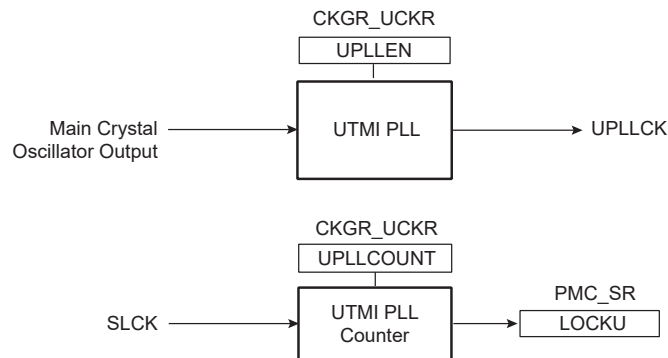 CKGR_UCKR
UPLLEN
Main Crystal
Oscillator Output
UTMI PLL
UPLLCK
CKGR_UCKR
UPLLCOUNT
SLCK
UTMI PLL
Counter
PMC_SR
LOCKU